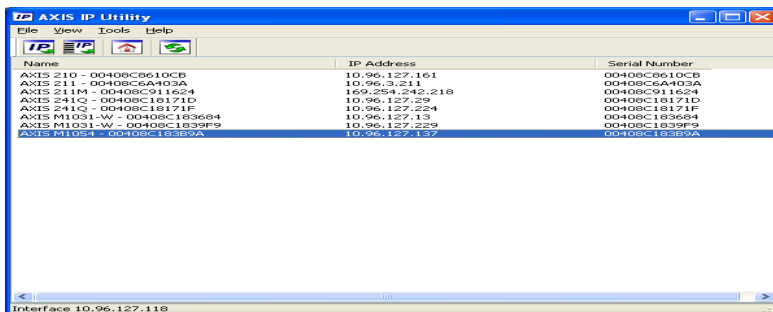 AXIS IP Utility
File View Tools Help
IP IP
Name IP Address Serial Number
AXIS 210 - 00408C8610CB 10.96.127.161 00408C8610CB
AXIS 211 - 00408C6A403A 10.96.3.211 00408C6A403A
AXIS 211M - 00408C911624 169.254.242.218 00408C911624
AXIS 241Q - 00408C18171D 10.96.127.29 00408C18171D
AXIS 241Q - 00408C18171F 10.96.127.224 00408C18171F
AXIS M1031-W - 00408C183684 10.96.127.13 00408C183684
AXIS M1031-W - 00408C1839F9 10.96.127.229 00408C1839F9
AXIS M1054 - 00408C183B9A 10.96.127.137 00408C183B9A
Interface 10.96.127.118